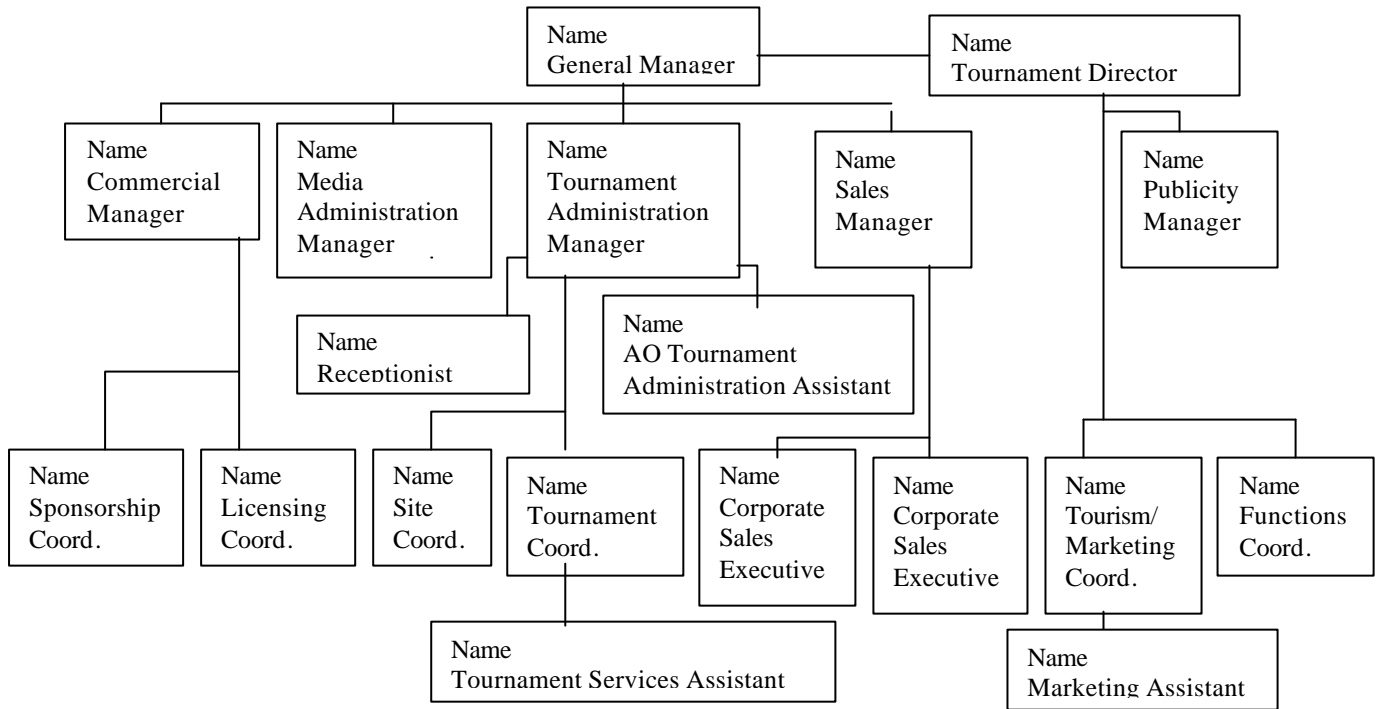 Name
General Manager
Name
Tournament Director
Name
Commercial
Manager
Name
Media
Administration
Manager
Name
Tournament
Administration
Manager
Name
Sales
Manager
Name
Publicity
Manager
Name
Receptionist
Name
AO Tournament
Administration Assistant
Name
Sponsorship
Coord.
Name
Licensing
Coord.
Name
Site
Coord.
Name
Tournament
Coord.
Name
Corporate
Sales
Executive
Name
Corporate
Sales
Executive
Name
Tourism/
Marketing
Coord.
Name
Functions
Coord.
Name
Tournament Services Assistant
Name
Marketing Assistant